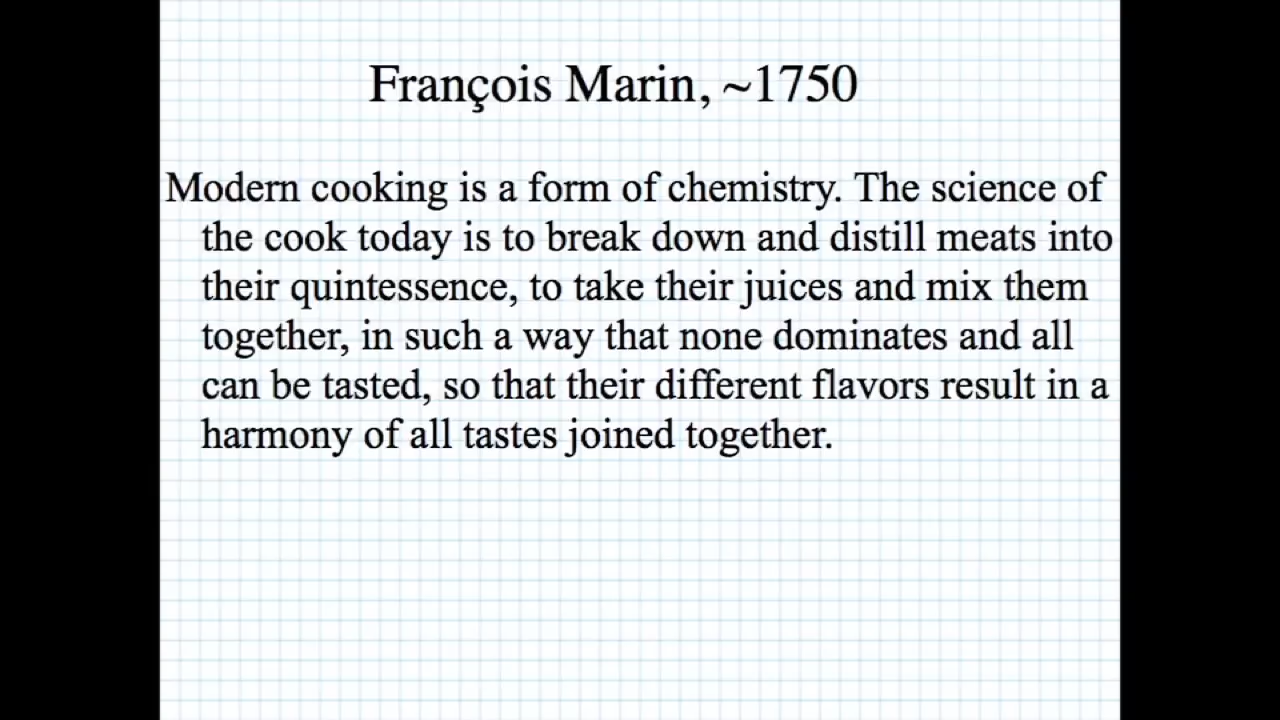 François Marin, ~1750
Modern cooking is a form of chemistry. The science of
the cook today is to break down and distill meats into
their quintessence, to take their juices and mix them
together, in such a way that none dominates and all
can be tasted, so that their different flavors result in a
harmony of all tastes joined together.